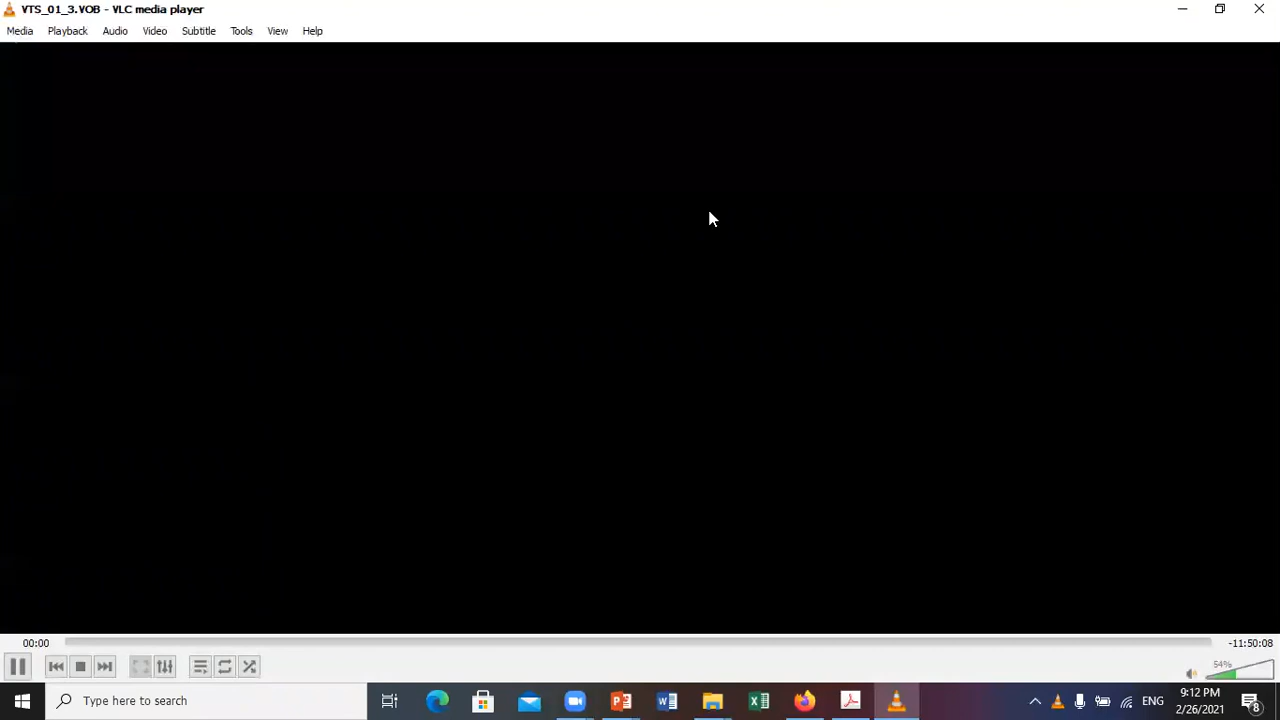 VTS_01_3.VOB - VLC media player
Media Playback Audio Video Subtitle Tools View Help
00:00 -11:50:08
54%
Type here to search
ENG
9:12 PM
2/26/2021
8